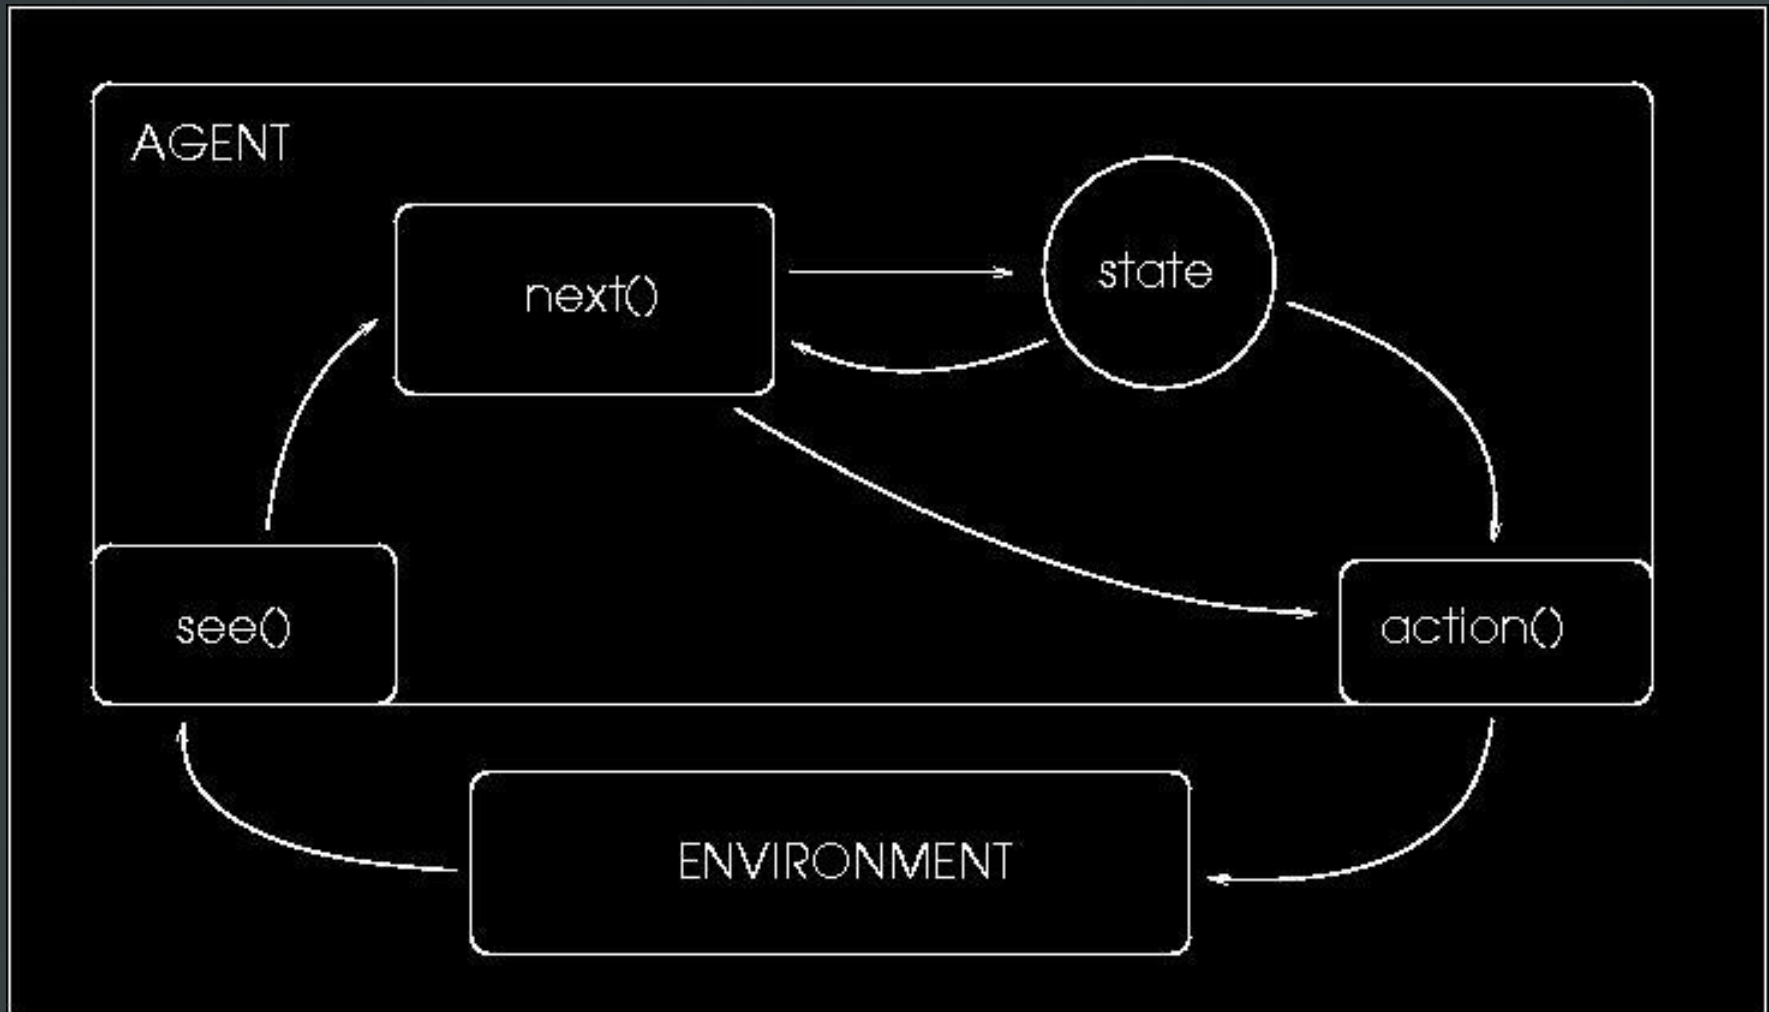 AGENT
next()
state
see()
action()
ENVIRONMENT